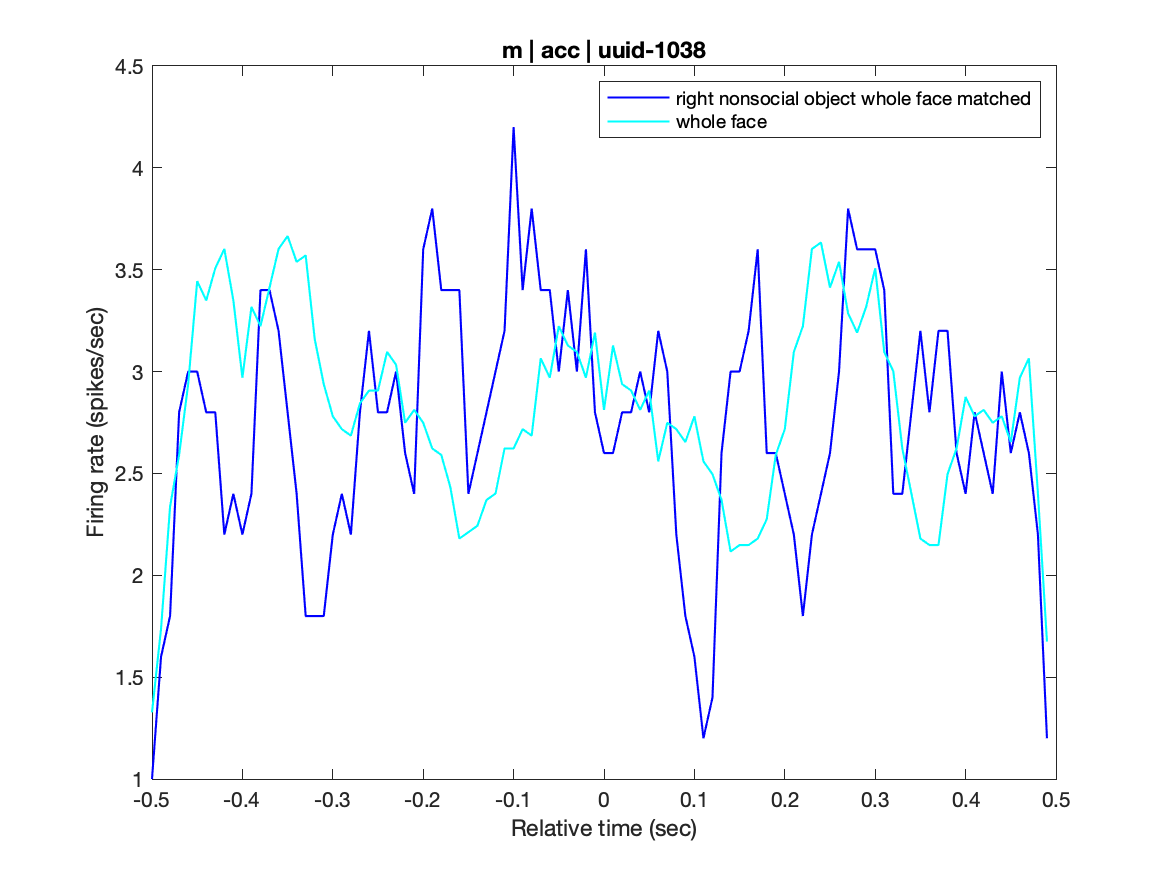 m | acc | uuid-1038
right nonsocial object whole face matched
whole face
Firing rate (spikes/sec)
4.5
4
3.5
3
2.5
2
1.5
1
-0.5 -0.4 -0.3 -0.2 -0.1 0 0.1 0.2 0.3 0.4 0.5
Relative time (sec)